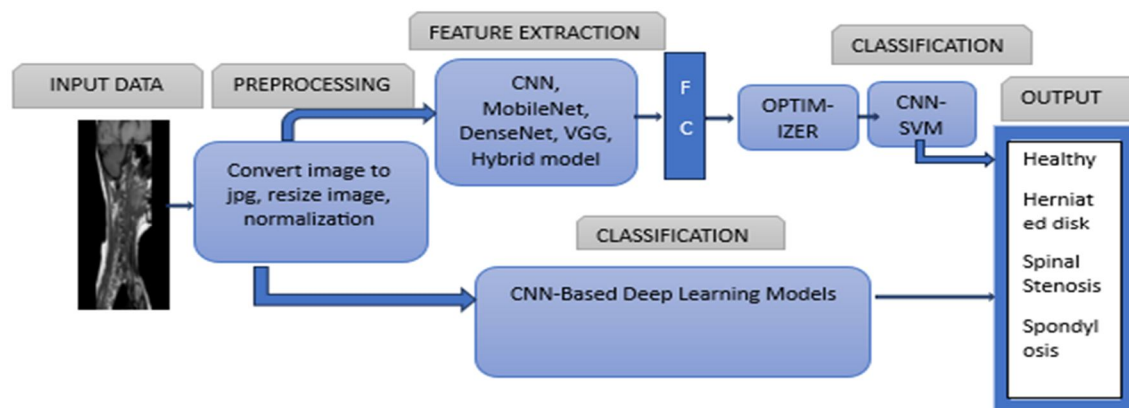 INPUT DATA
PREPROCESSING
Convert image to
jpg, resize image,
normalization
FEATURE EXTRACTION
CNN,
MobileNet,
DenseNet, VGG,
Hybrid model
F
C
OPTIM-
IZER
CLASSIFICATION
CNN-
SVM
CLASSIFICATION
CNN-Based Deep Learning Models
OUTPUT
Healthy
Herniat
ed disk
Spinal
Stenosis
Spondyl
osis